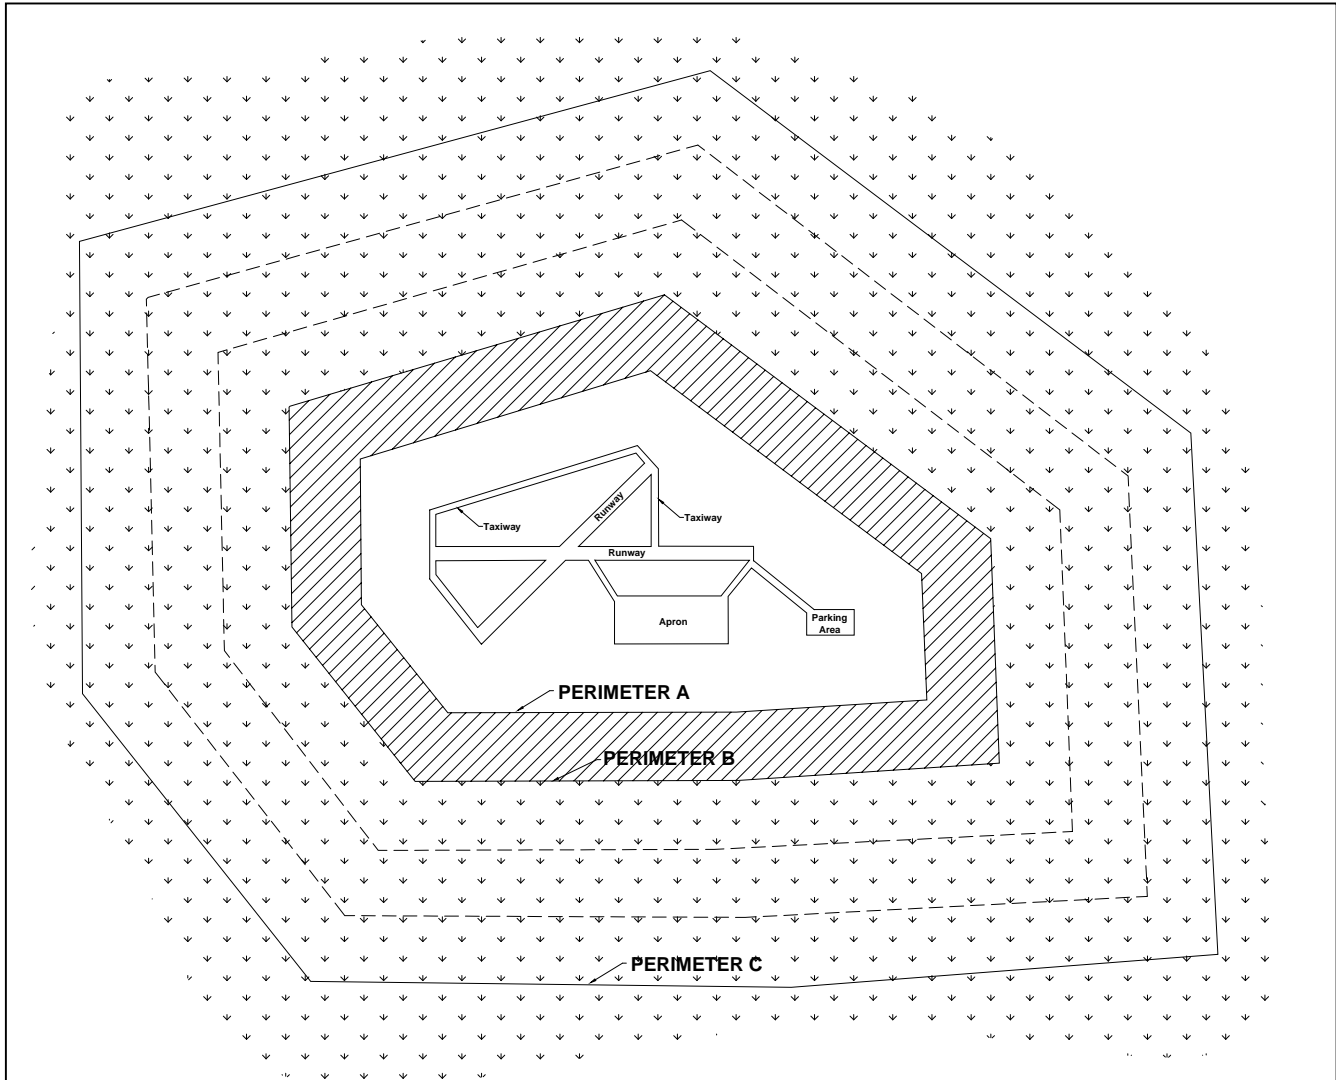 Runway
Taxiway
Taxiway
Runway
Parking
Area
Apron
PERIMETER A
PERIMETER B
PERIMETER C